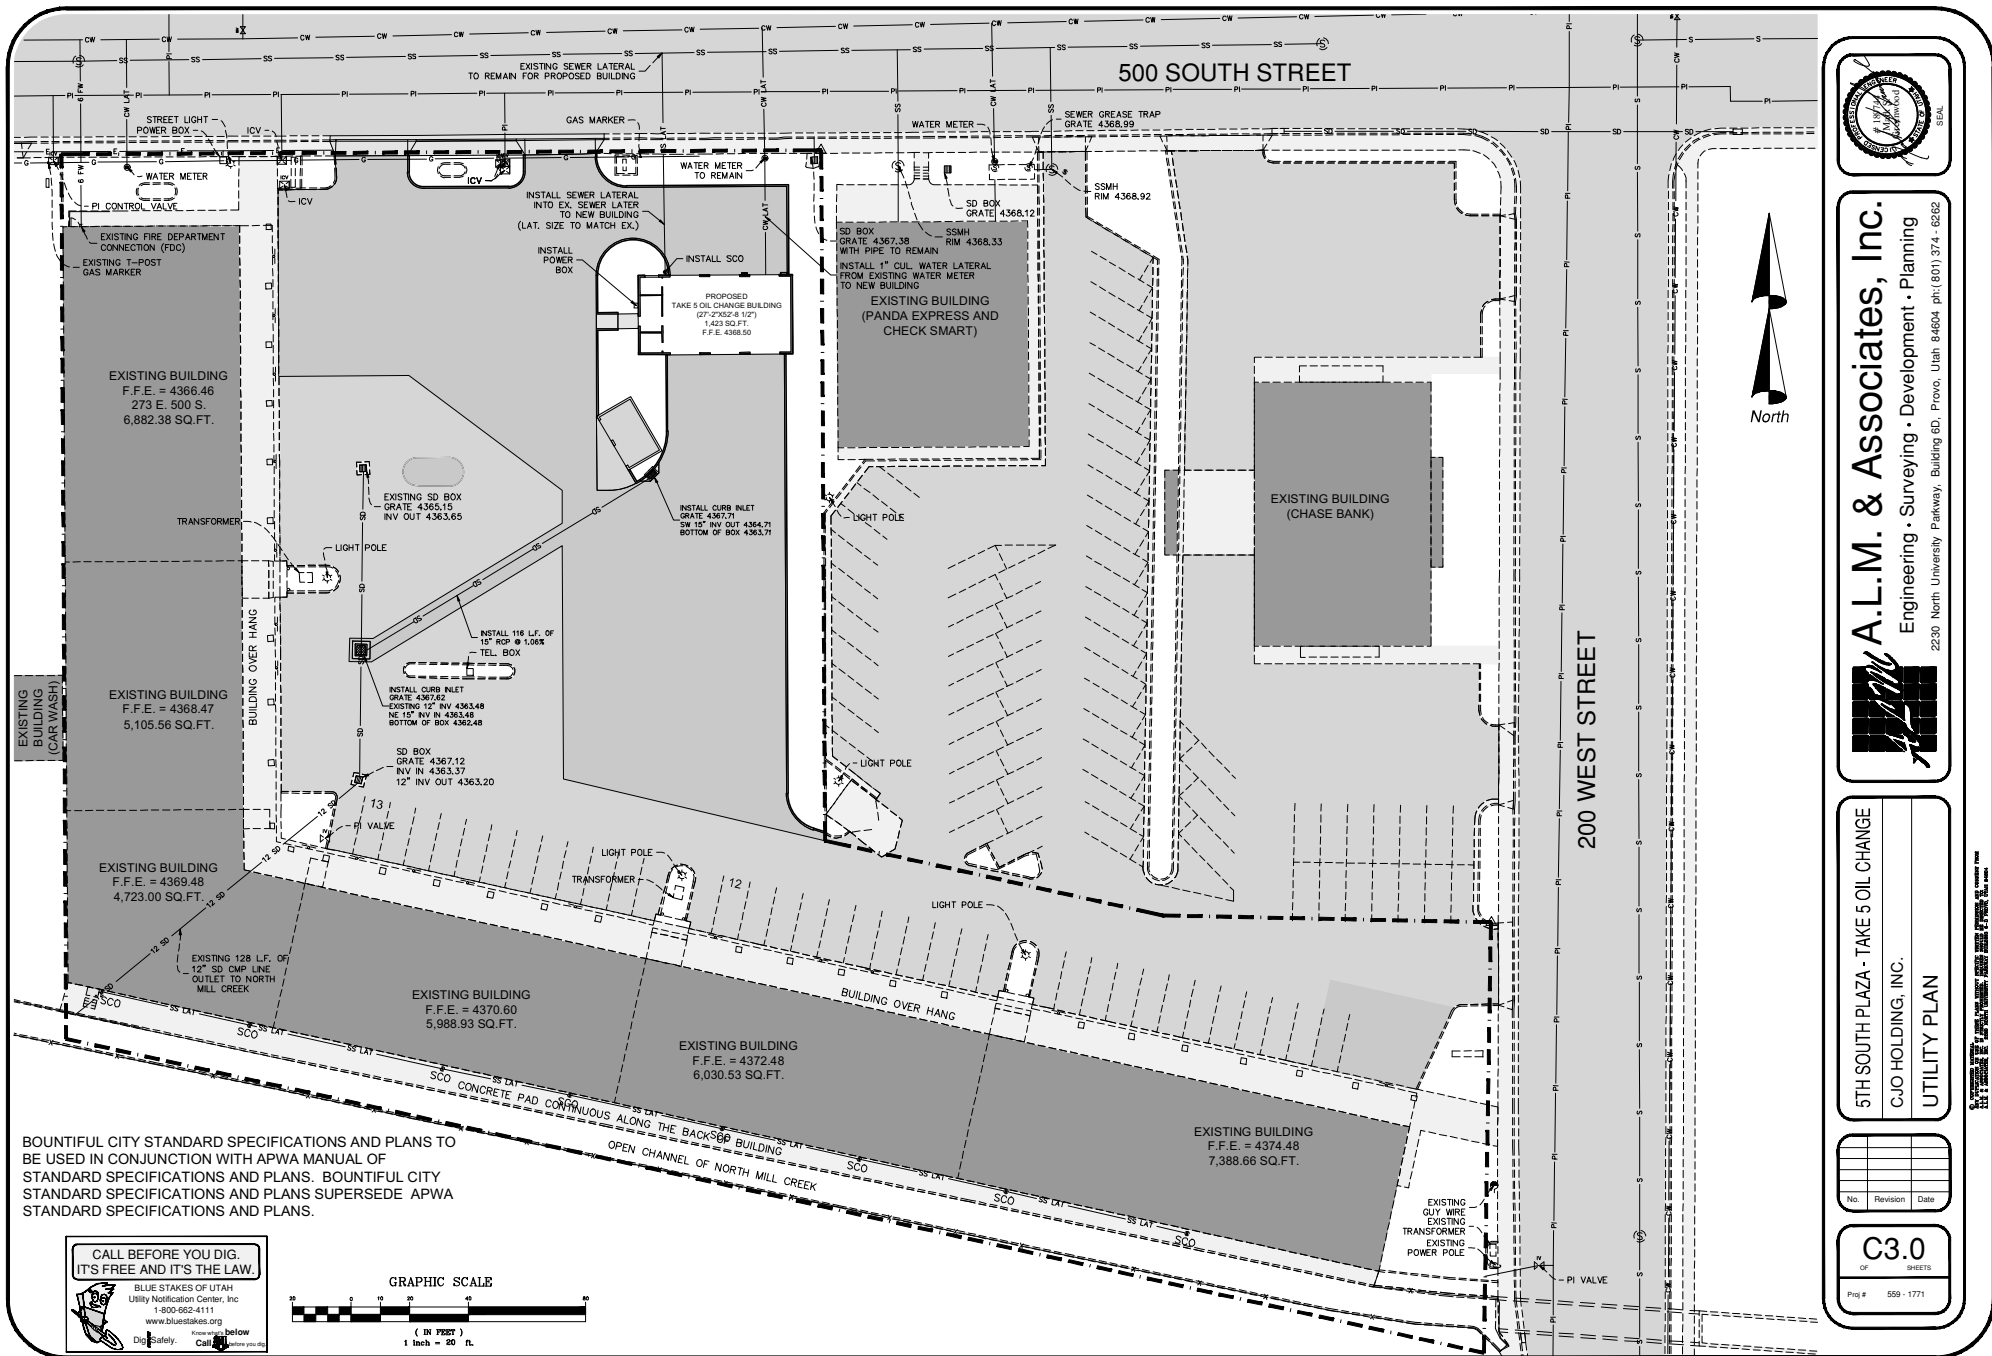 500 SOUTH STREET
EXISTING SEWER LATERAL
TO REMAIN FOR PROPOSED BUILDING
STREET LIGHT
POWER BOX
ICV
GAS MARKER
WATER METER
SEWER GREASE TRAP
GRATE 4368.99
WATER METER
PI CONTROL VALVE
ICV
ICV
WATER METER
TO REMAIN
SSMH
RIM 4368.92
EXISTING FIRE DEPARTMENT
CONNECTION (FDC)
EXISTING T-POST
GAS MARKER
INSTALL SEWER LATERAL
INTO EX. SEWER LATER
TO NEW BUILDING
(LAT. SIZE TO MATCH EX.)
INSTALL
POWER
BOX
INSTALL SCO
SD BOX
GRATE 4368.12
SD BOX
GRATE 4367.38
WITH PIPE TO REMAIN
SSMH
RIM 4368.33
INSTALL 1" CUL. WATER LATERAL
FROM EXISTING WATER METER
TO NEW BUILDING
PROPOSED
TAKE 5 OIL CHANGE BUILDING
(27'-2"X52'-8 1/2")
1,423 SQ.FT.
F.F.E. 4368.50
EXISTING BUILDING
(PANDA EXPRESS AND
CHECK SMART)
EXISTING BUILDING
F.F.E. = 4366.46
273 E. 500 S.
6,882.38 SQ.FT.
EXISTING SD BOX
GRATE 4365.15
INV OUT 4363.65
TRANSFORMER
LIGHT POLE
INSTALL CURB INLET
GRATE 4367.71
SW 15" INV OUT 4364.71
BOTTOM OF BOX 4363.71
LIGHT POLE
EXISTING BUILDING
(CHASE BANK)
INSTALL 116 L.F. OF
15" RCP @ 1.06%
TEL. BOX
BUILDING OVER HANG
EXISTING
BUILDING
(CAR WASH)
EXISTING BUILDING
F.F.E. = 4368.47
5,105.56 SQ.FT.
INSTALL CURB INLET
GRATE 4367.62
EXISTING 12" INV 4363.48
NE 15" INV IN 4363.48
BOTTOM OF BOX 4362.48
SD BOX
GRATE 4367.12
INV IN 4363.37
12" INV OUT 4363.20
LIGHT POLE
200 WEST STREET
13
PI VALVE
LIGHT POLE
TRANSFORMER
12
LIGHT POLE
EXISTING BUILDING
F.F.E. = 4369.48
4,723.00 SQ.FT.
EXISTING 128 L.F. OF
12" SD CMP LINE
OUTLET TO NORTH
MILL CREEK
EXISTING BUILDING
F.F.E. = 4370.60
5,988.93 SQ.FT.
BUILDING OVER HANG
EXISTING BUILDING
F.F.E. = 4372.48
6,030.53 SQ.FT.
EXISTING BUILDING
F.F.E. = 4374.48
7,388.66 SQ.FT.
CONCRETE PAD CONTINUOUS ALONG THE BACK OF BUILDING
OPEN CHANNEL OF NORTH MILL CREEK
EXISTING
GUY WIRE
EXISTING
TRANSFORMER
EXISTING
POWER POLE
PI VALVE
North
BOUNTIFUL CITY STANDARD SPECIFICATIONS AND PLANS TO
BE USED IN CONJUNCTION WITH APWA MANUAL OF
STANDARD SPECIFICATIONS AND PLANS. BOUNTIFUL CITY
STANDARD SPECIFICATIONS AND PLANS SUPERSEDE APWA
STANDARD SPECIFICATIONS AND PLANS.
CALL BEFORE YOU DIG.
IT'S FREE AND IT'S THE LAW.
BLUE STAKES OF UTAH
Utility Notification Center, Inc
1-800-662-4111
www.bluestakes.org
Dig Safely.
Know what's below
Call before you dig.
GRAPHIC SCALE
20 0 10 20 40 80
( IN FEET )
1 inch = 20 ft.
SEAL
A.L.M. & Associates, Inc.
Engineering • Surveying • Development • Planning
2230 North University Parkway, Building 6D, Provo, Utah 84604 ph:(801) 374-6262
5TH SOUTH PLAZA - TAKE 5 OIL CHANGE
CJO HOLDING, INC.
UTILITY PLAN
No. Revision Date
C3.0
OF SHEETS
Proj # 559 - 1771